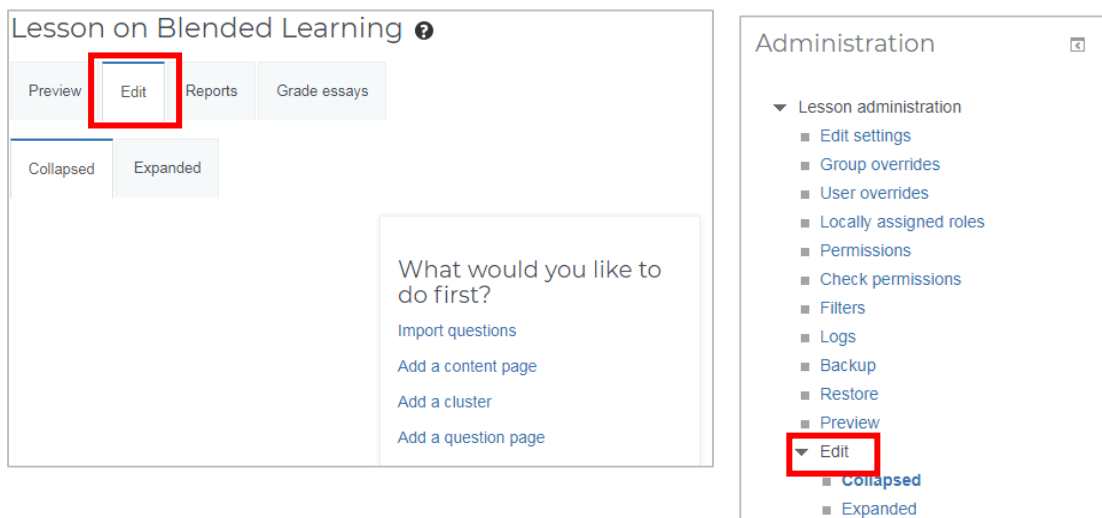 Lesson on Blended Learning ?
Preview
Edit
Reports
Grade essays
Collapsed
Expanded
What would you like to
do first?
Import questions
Add a content page
Add a cluster
Add a question page
Administration
Lesson administration
Edit settings
Group overrides
User overrides
Locally assigned roles
Permissions
Check permissions
Filters
Logs
Backup
Restore
Preview
Edit
Collapsed
Expanded